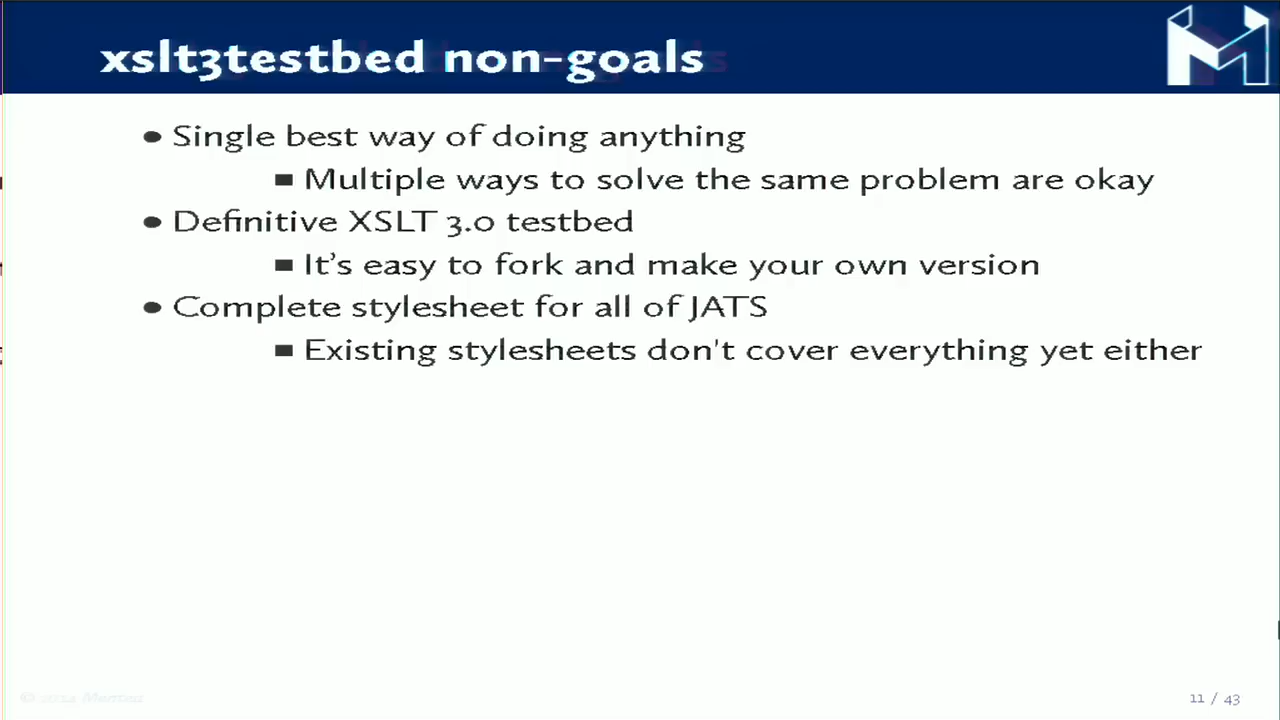 xslt3testbed non-goals
● Single best way of doing anything
■ Multiple ways to solve the same problem are okay
● Definitive XSLT 3.0 testbed
■ It’s easy to fork and make your own version
● Complete stylesheet for all of JATS
■ Existing stylesheets don't cover everything yet either
11 / 43